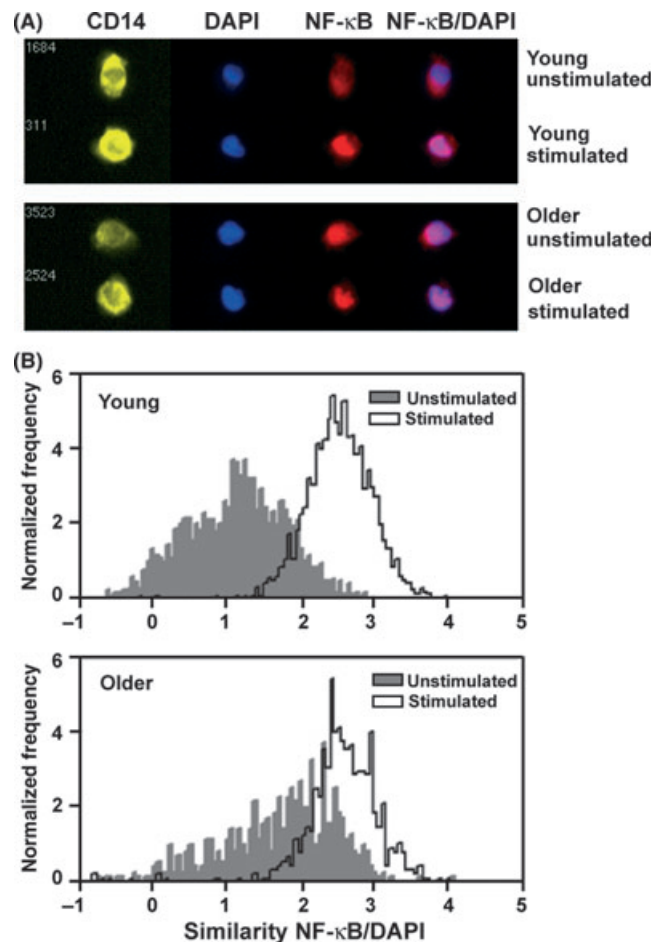 (A) CD14 DAPI NF-κB NF-κB/DAPI
1684
Young
unstimulated
311
Young
stimulated
3523
Older
unstimulated
2524
Older
stimulated
(B)
6
Young
Unstimulated
Stimulated
Normalized frequency
4
2
0
–1 0 1 2 3 4 5
6
Older
Unstimulated
Stimulated
Normalized frequency
4
2
0
–1 0 1 2 3 4 5
Similarity NF-κB/DAPI